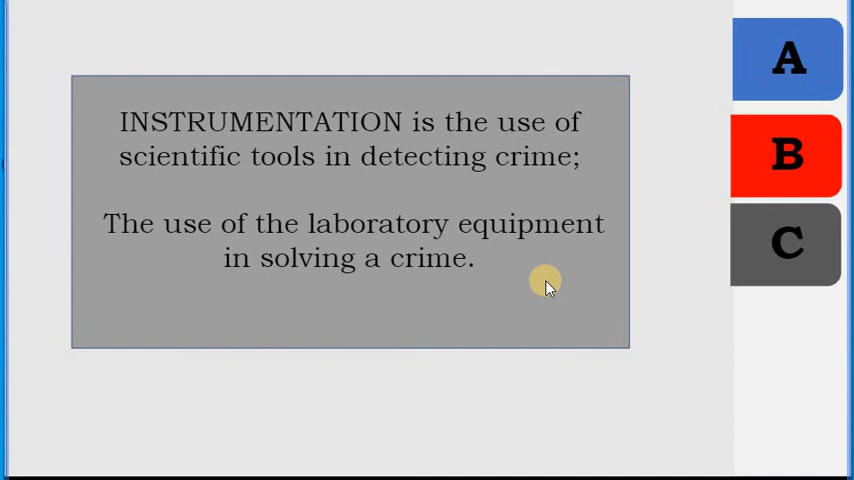 INSTRUMENTATION is the use of
scientific tools in detecting crime;
The use of the laboratory equipment
in solving a crime.
A
B
C